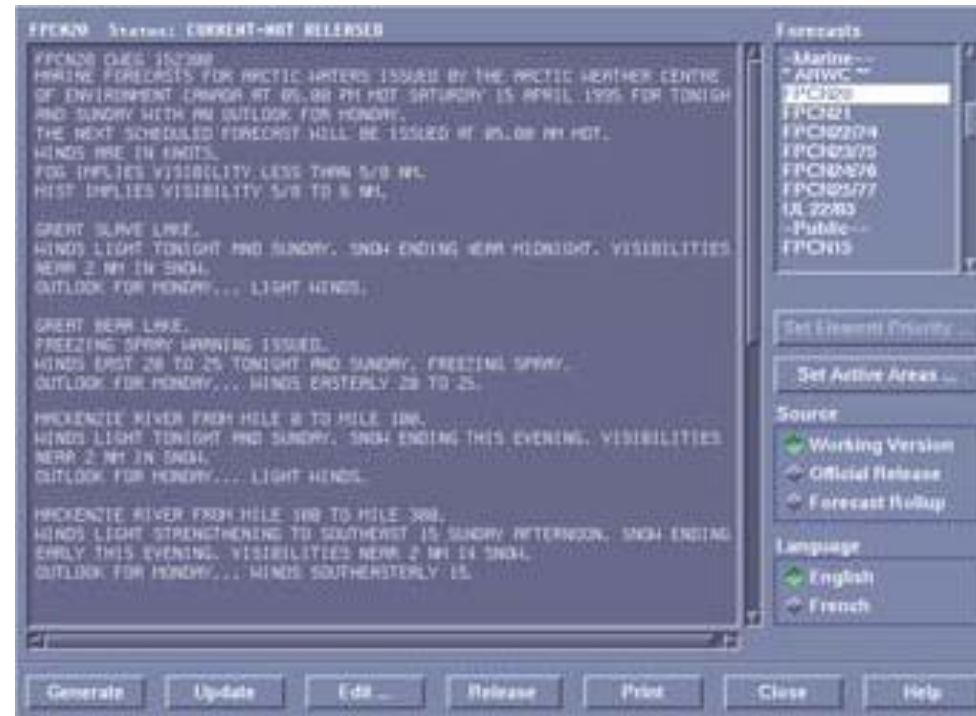 FPCN20 Status: CURRENT-NOT RELEASED
FPCN20 CWEG 152300
MARINE FORECASTS FOR ARCTIC WATERS ISSUED BY THE ARCTIC WEATHER CENTRE
OF ENVIRONMENT CANADA AT 05.00 PM MDT SATURDAY 15 APRIL 1995 FOR TONIGH
AND SUNDAY WITH AN OUTLOOK FOR MONDAY.
THE NEXT SCHEDULED FORECAST WILL BE ISSUED AT 05.00 AM MDT.
WINDS ARE IN KNOTS.
FOG IMPLIES VISIBILITY LESS THAN 5/8 NM.
MIST IMPLIES VISIBILITY 5/8 TO 6 NM.
GREAT SLAVE LAKE.
WINDS LIGHT TONIGHT AND SUNDAY. SNOW ENDING NEAR MIDNIGHT. VISIBILITIES
NEAR 2 NM IN SNOW.
OUTLOOK FOR MONDAY... LIGHT WINDS.
GREAT BEAR LAKE.
FREEZING SPRAY WARNING ISSUED.
WINDS EAST 20 TO 25 TONIGHT AND SUNDAY. FREEZING SPRAY.
OUTLOOK FOR MONDAY... WINDS EASTERLY 20 TO 25.
MACKENZIE RIVER FROM MILE 0 TO MILE 100.
WINDS LIGHT TONIGHT AND SUNDAY. SNOW ENDING THIS EVENING. VISIBILITIES
NEAR 2 NM IN SNOW.
OUTLOOK FOR MONDAY... LIGHT WINDS.
MACKENZIE RIVER FROM MILE 100 TO MILE 300.
WINDS LIGHT STRENGTHENING TO SOUTHEAST 15 SUNDAY AFTERNOON. SNOW ENDING
EARLY THIS EVENING. VISIBILITIES NEAR 2 NM IN SNOW.
OUTLOOK FOR MONDAY... WINDS SOUTHEASTERLY 15.
Forecasts
--Marine--
FPCN20
FPCN21
FPCN22/74
FPCN23/75
FPCN24/76
FPCN25/77
--Public--
FPCN15
Set Element Priority ...
Set Active Areas ...
Source
Working Version
Official Release
Forecast Rollup
Language
English
French
Generate
Update
Edit ...
Release
Print
Close
Help